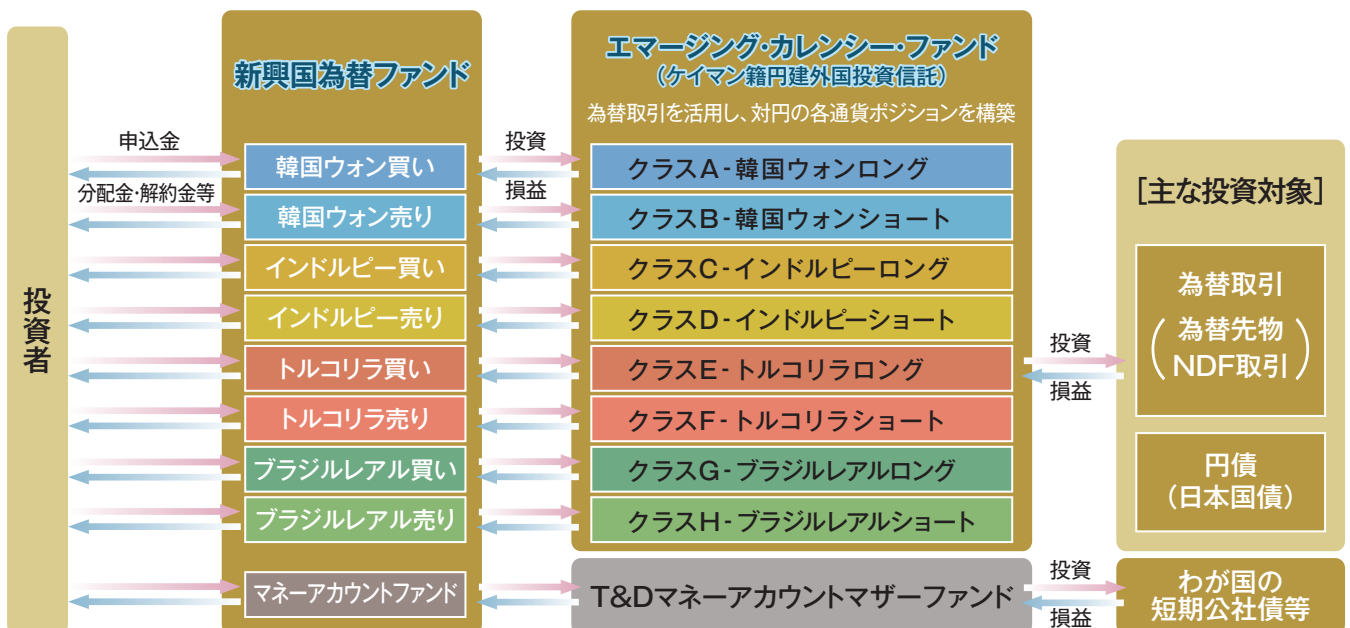 投資者
申込金
分配金・解約金等
新興国為替ファンド
韓国ウォン買い
韓国ウォン売り
インドルピー買い
インドルピー売り
トルコリラ買い
トルコリラ売り
ブラジルレアル買い
ブラジルレアル売り
マネーアカウントファンド
投資
損益
エマージング・カレンシー・ファンド
（ケイマン籍円建外国投資信託）
為替取引を活用し、対円の各通貨ポジションを構築
クラスA-韓国ウォンロング
クラスB-韓国ウォンショート
クラスC-インドルピーロング
クラスD-インドルピーショート
クラスE-トルコリラロング
クラスF-トルコリラショート
クラスG-ブラジルレアルロング
クラスH-ブラジルレアルショート
T&Dマネーアカウントマザーファンド
投資
損益
投資
損益
［主な投資対象］
為替取引
（為替先物
NDF取引）
円債
（日本国債）
わが国の
短期公社債等